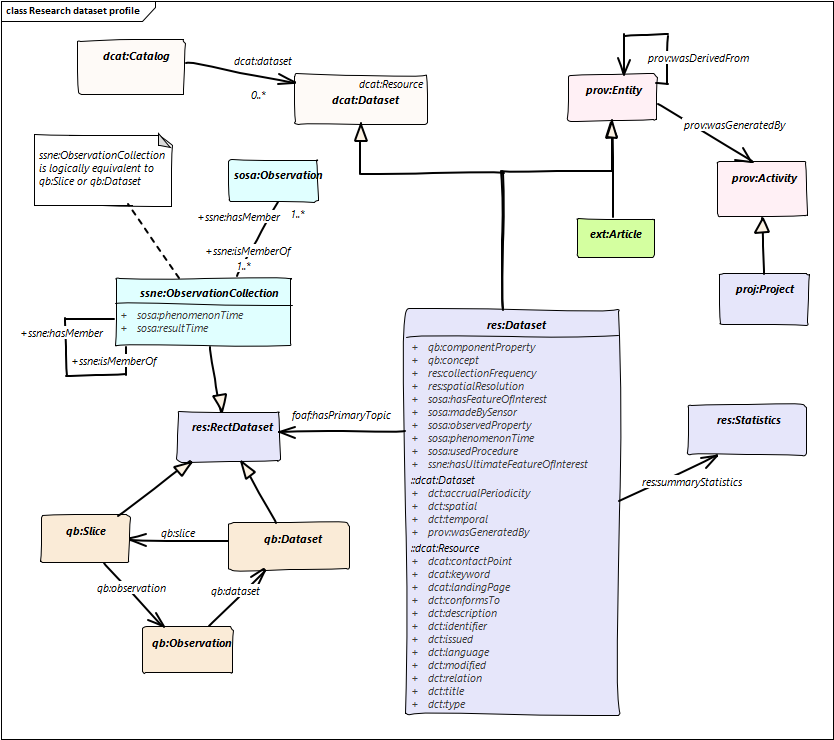 class Research dataset profile
dcat:Catalog
dcat:dataset
0..*
dcat:Resource
dcat:Dataset
prov:wasDerivedFrom
prov:Entity
prov:wasGeneratedBy
prov:Activity
ssne:ObservationCollection
is logically equivalent to
qb:Slice or qb:Dataset
sosa:Observation
+ssne:hasMember
1..*
+ssne:isMemberOf
1..*
ext:Article
proj:Project
ssne:ObservationCollection
+ sosa:phenomenonTime
+ sosa:resultTime
+ssne:hasMember
+ssne:isMemberOf
res:Dataset
+ qb:componentProperty
+ qb:concept
+ res:collectionFrequency
+ res:spatialResolution
+ sosa:hasFeatureOfInterest
+ sosa:madeBySensor
+ sosa:observedProperty
+ sosa:phenomenonTime
+ sosa:usedProcedure
+ ssne:hasUltimateFeatureOfInterest
::dcat:Dataset
+ dct:accrualPeriodicity
+ dct:spatial
+ dct:temporal
+ prov:wasGeneratedBy
::dcat:Resource
+ dcat:contactPoint
+ dcat:keyword
+ dcat:landingPage
+ dct:conformsTo
+ dct:description
+ dct:identifier
+ dct:issued
+ dct:language
+ dct:modified
+ dct:relation
+ dct:title
+ dct:type
foaf:hasPrimaryTopic
res:RectDataset
res:Statistics
res:summaryStatistics
qb:Slice
qb:slice
qb:Dataset
qb:observation
qb:dataset
qb:Observation